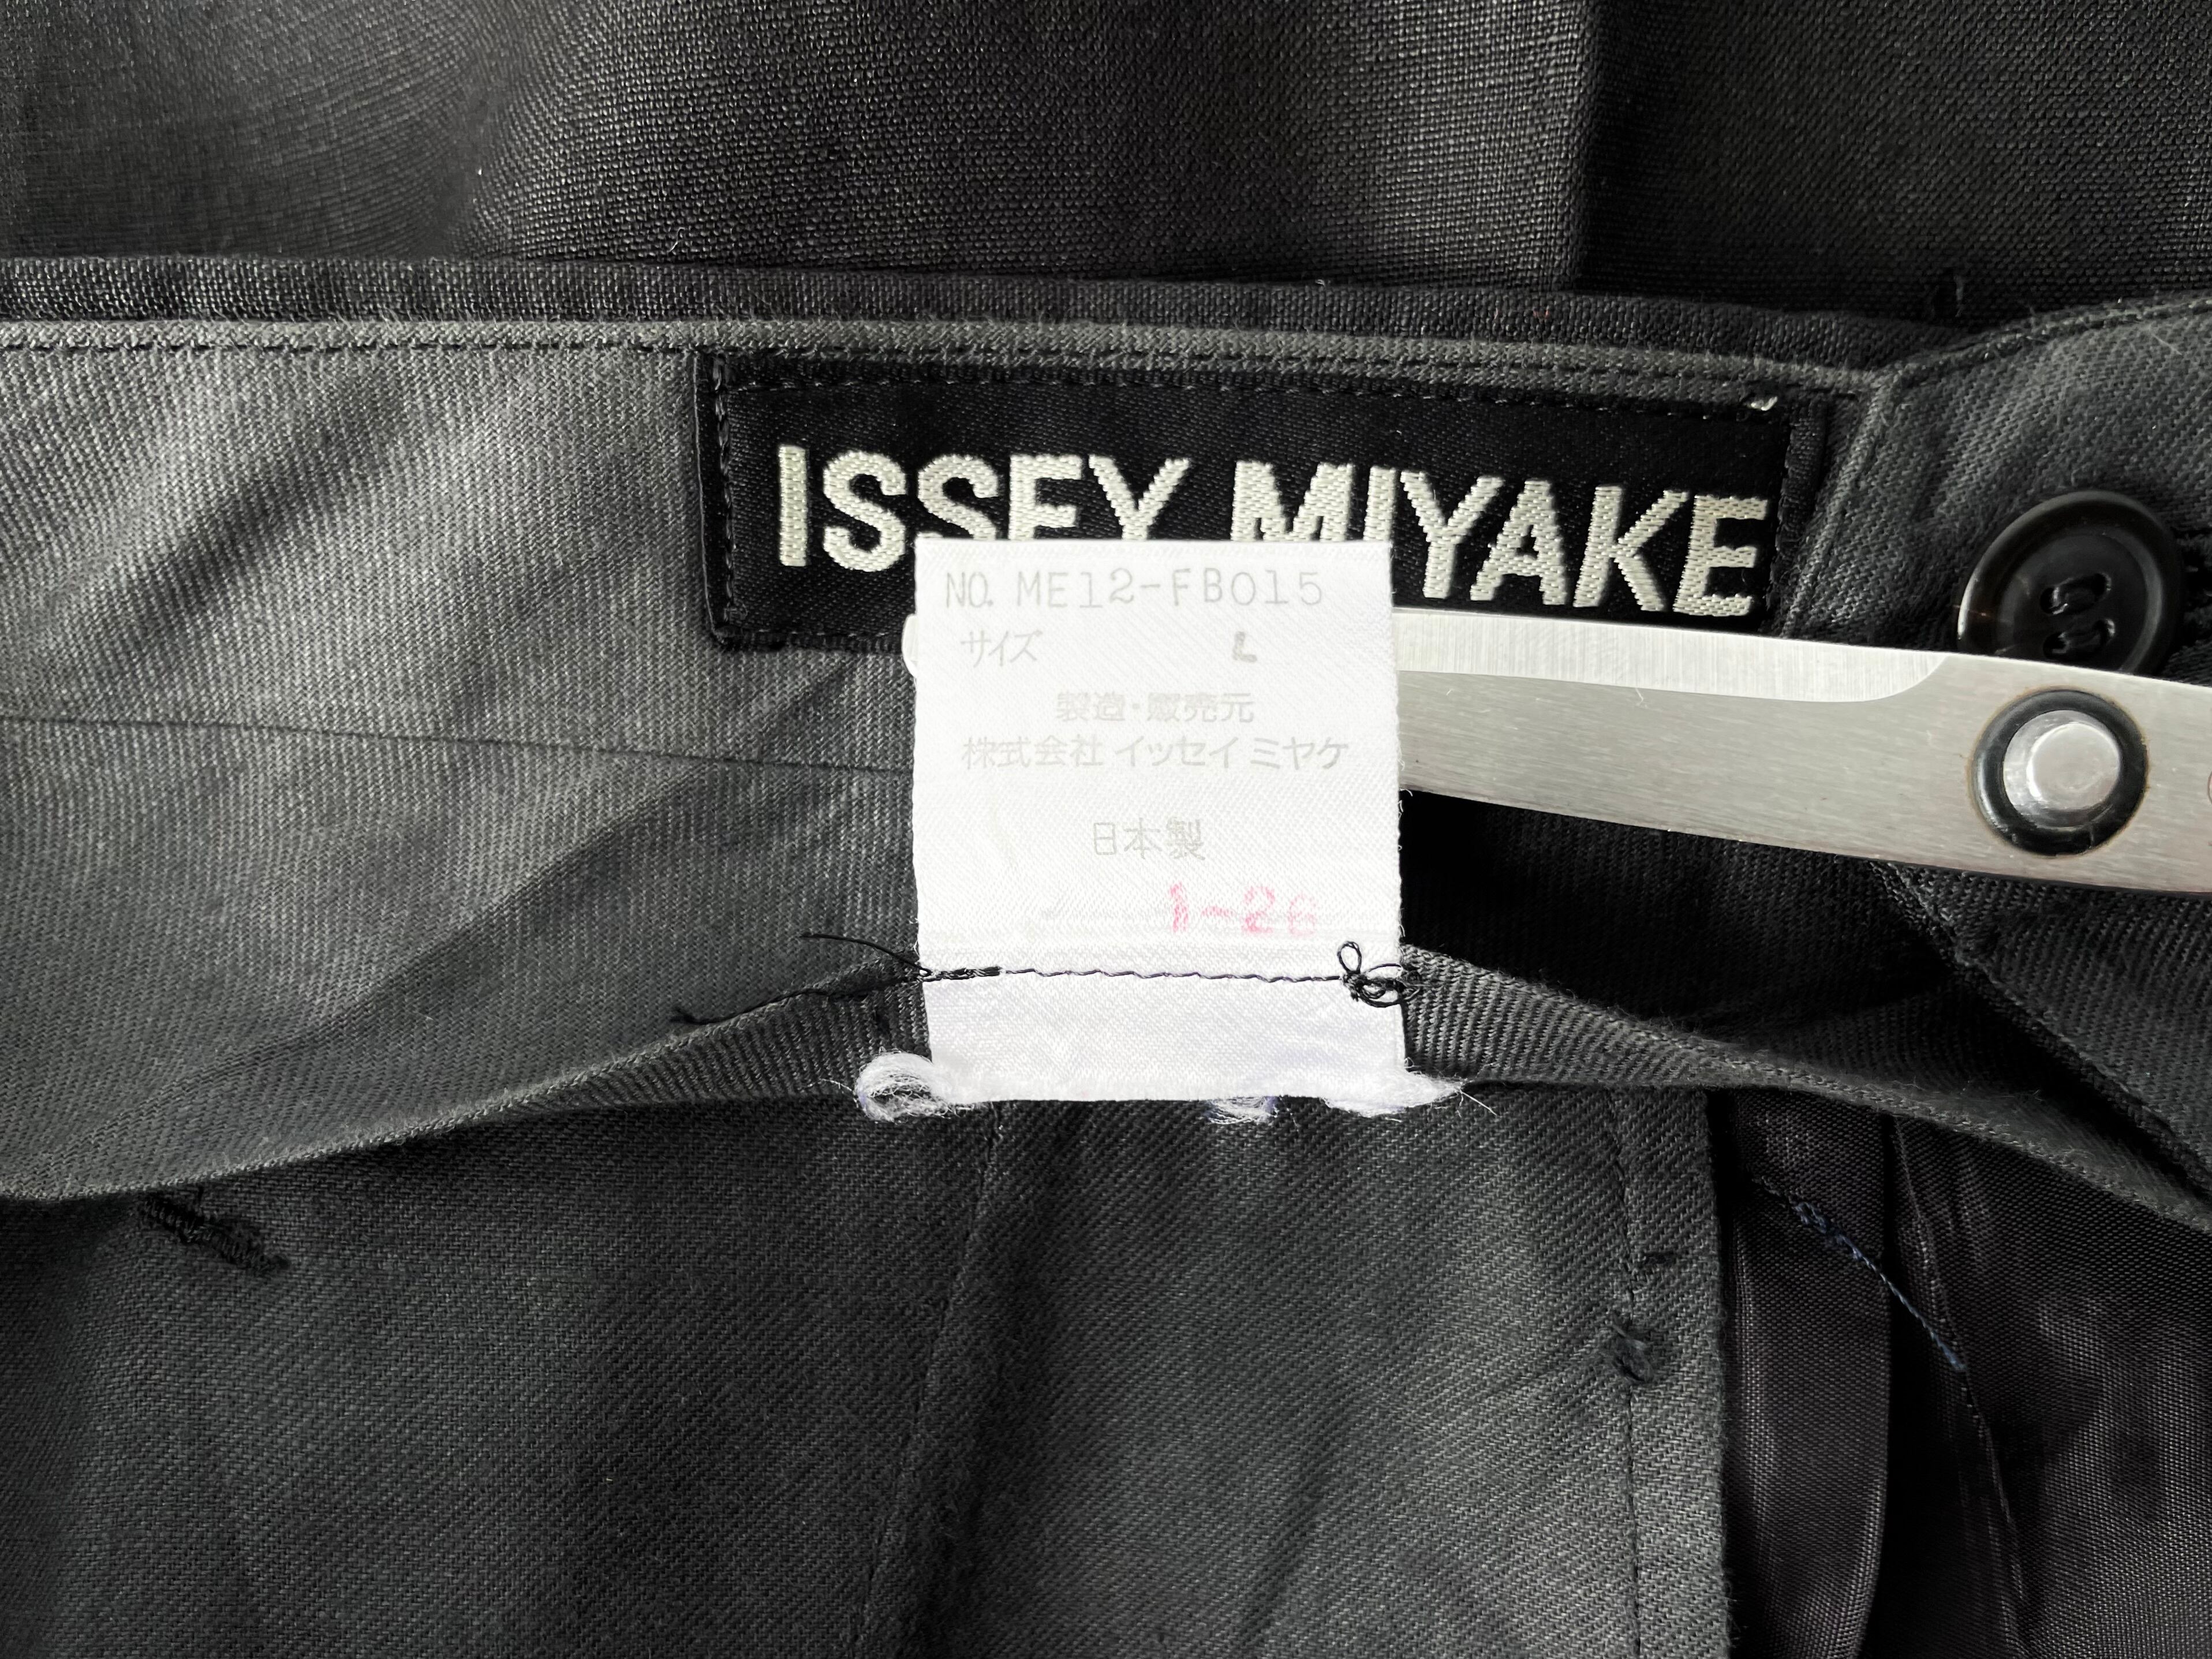 ISSEY MIYAKE
NO. ME12-FB015
サイズ L
製造・販売元
株式会社 イッセイ ミヤケ
日本製
1-26